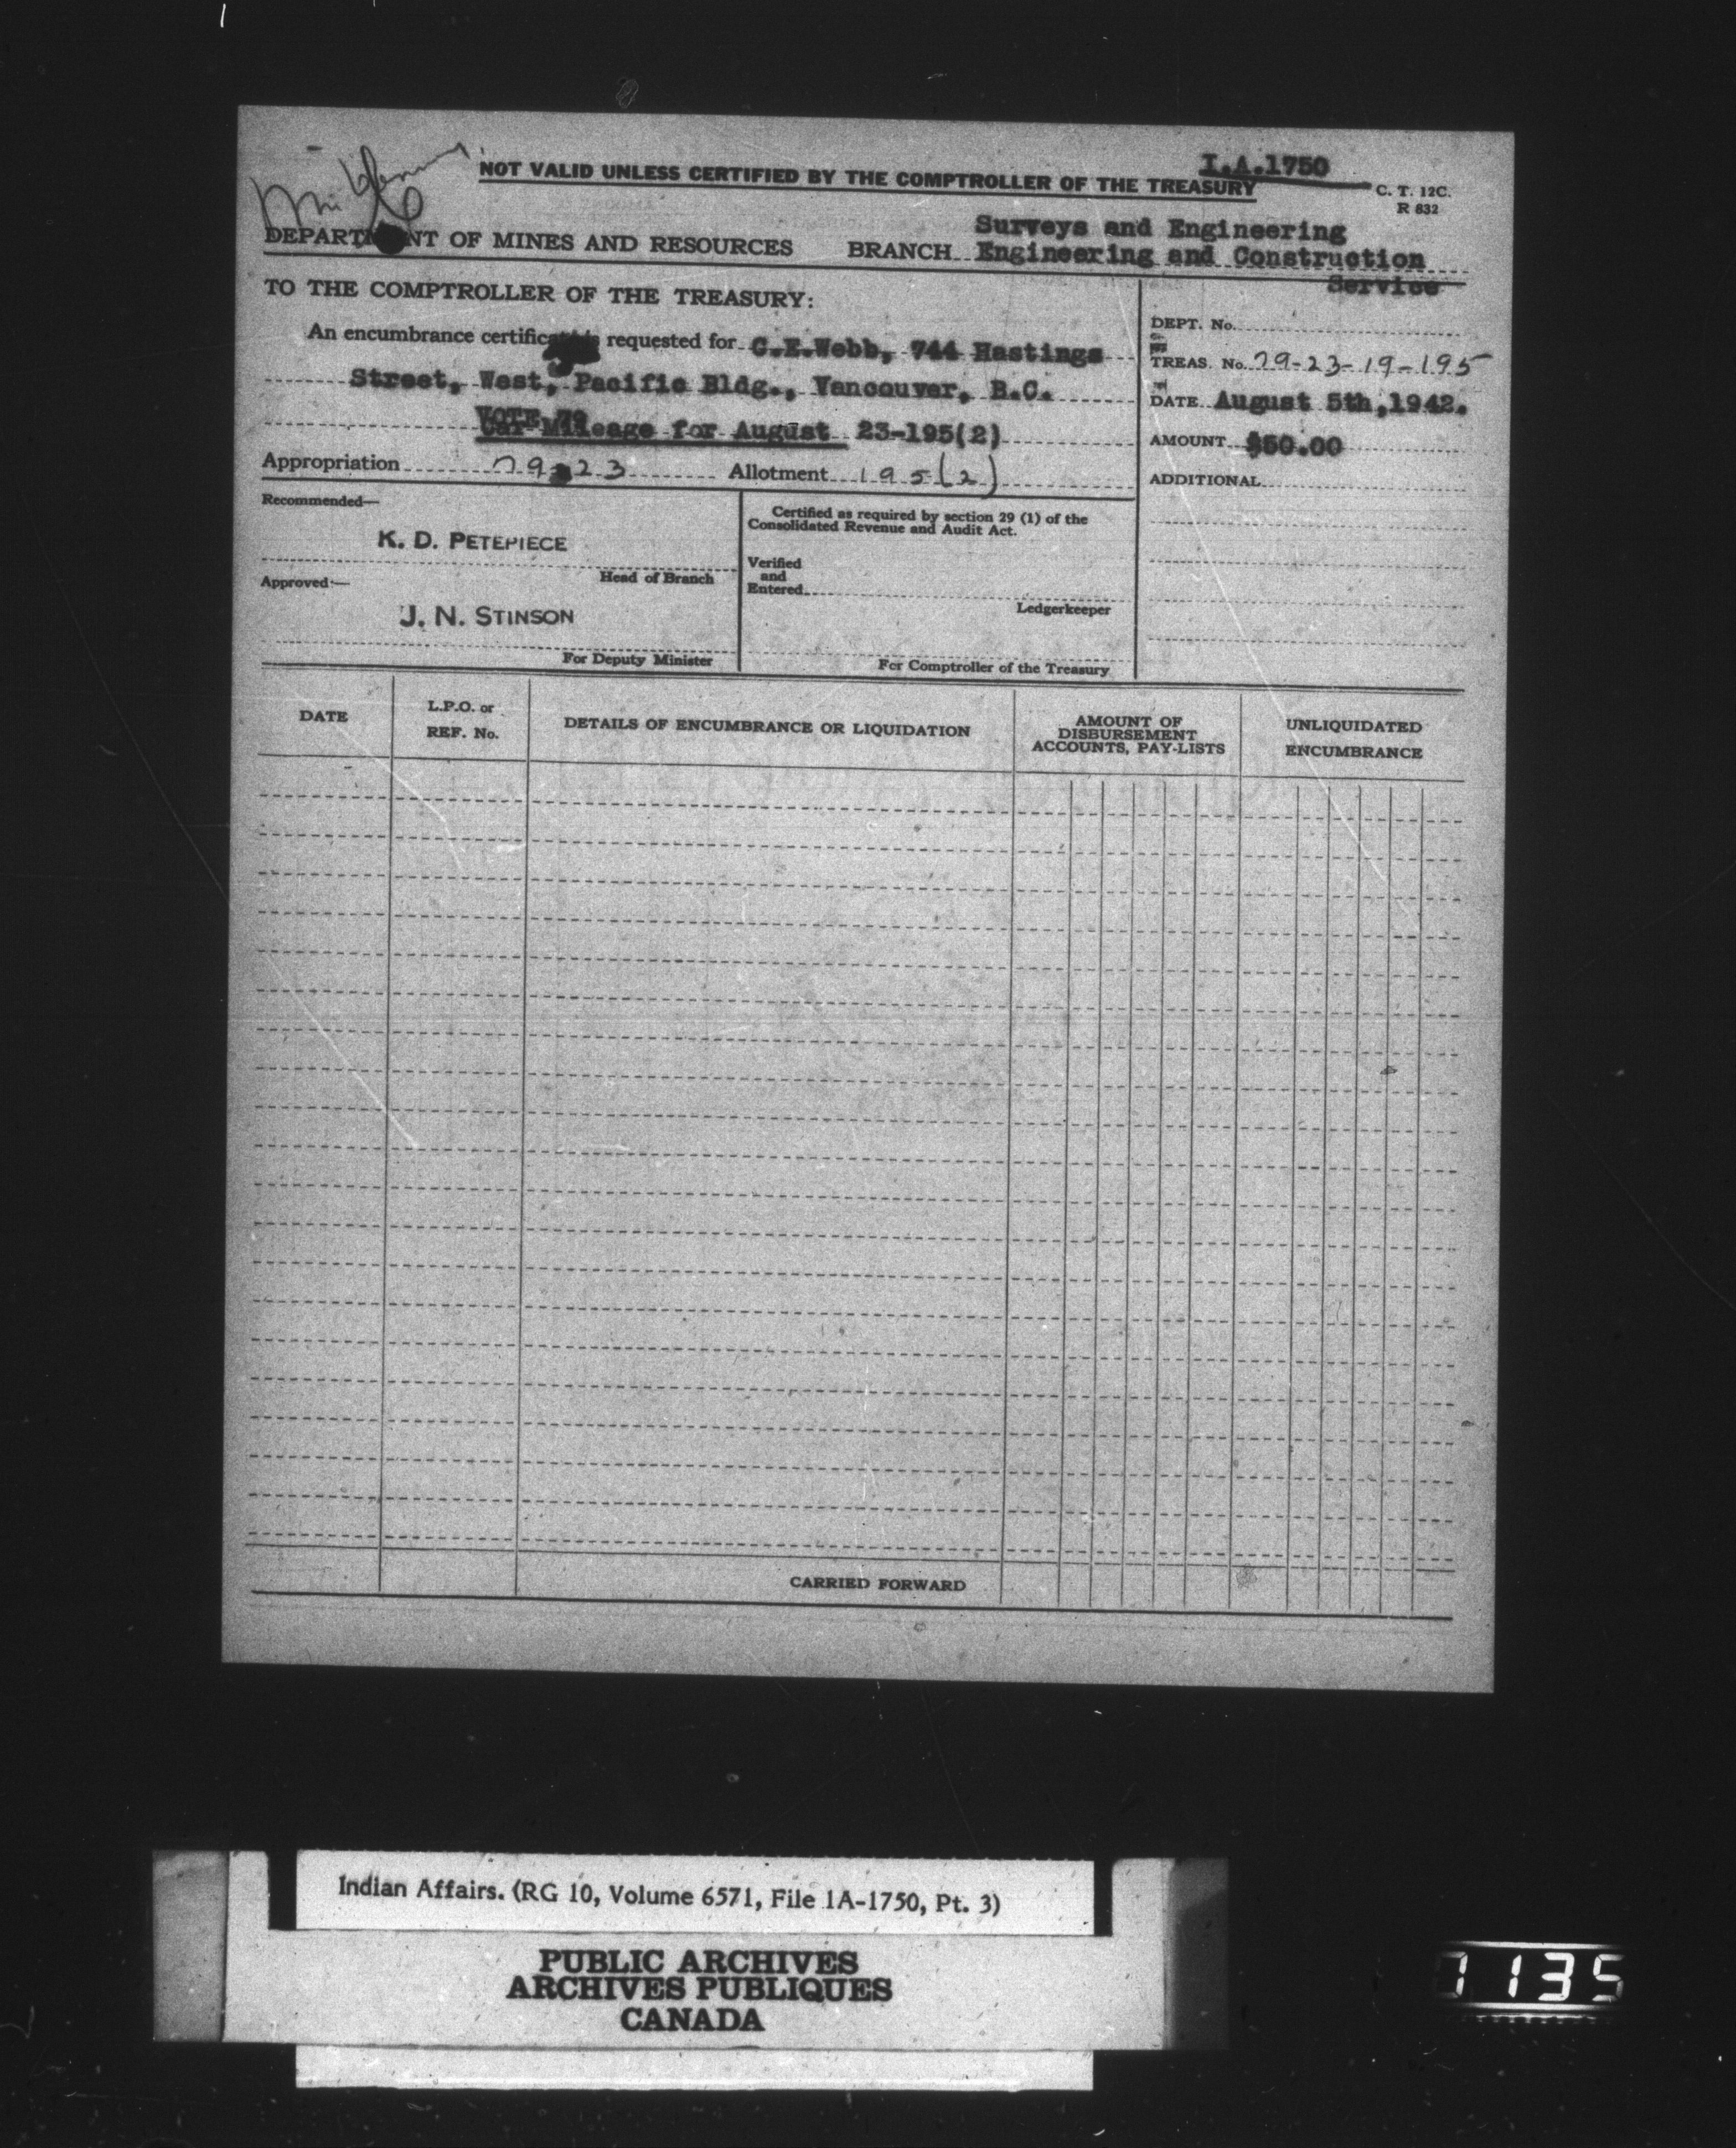 I.A.1750
NOT VALID UNLESS CERTIFIED BY THE COMPTROLLER OF THE TREASURY
C. T. 12C.
R 832
Surveys and Engineering
DEPARTMENT OF MINES AND RESOURCES BRANCH Engineering and Construction
Service
TO THE COMPTROLLER OF THE TREASURY:
An encumbrance certificate is requested for C.E.Webb, 744 Hastings
Street, West, Pacific Bldg., Vancouver, B.C.
VOTE 79
Car Mileage for August 23-195(2)
Appropriation 79-23 Allotment 195(2)
DEPT. No.
TREAS. No. 79-23-19-195
DATE August 5th,1942.
AMOUNT $50.00
ADDITIONAL
Recommended—
K. D. PETEPIECE
Head of Branch
Approved—
J. N. STINSON
For Deputy Minister
Certified as required by section 29 (1) of the
Consolidated Revenue and Audit Act.
Verified
and
Entered
Ledgerkeeper
For Comptroller of the Treasury
DATE
L.P.O. or
REF. No.
DETAILS OF ENCUMBRANCE OR LIQUIDATION
AMOUNT OF
DISBURSEMENT
ACCOUNTS, PAY-LISTS
UNLIQUIDATED
ENCUMBRANCE
CARRIED FORWARD
Indian Affairs. (RG 10, Volume 6571, File 1A-1750, Pt. 3)
PUBLIC ARCHIVES
ARCHIVES PUBLIQUES
CANADA
1135